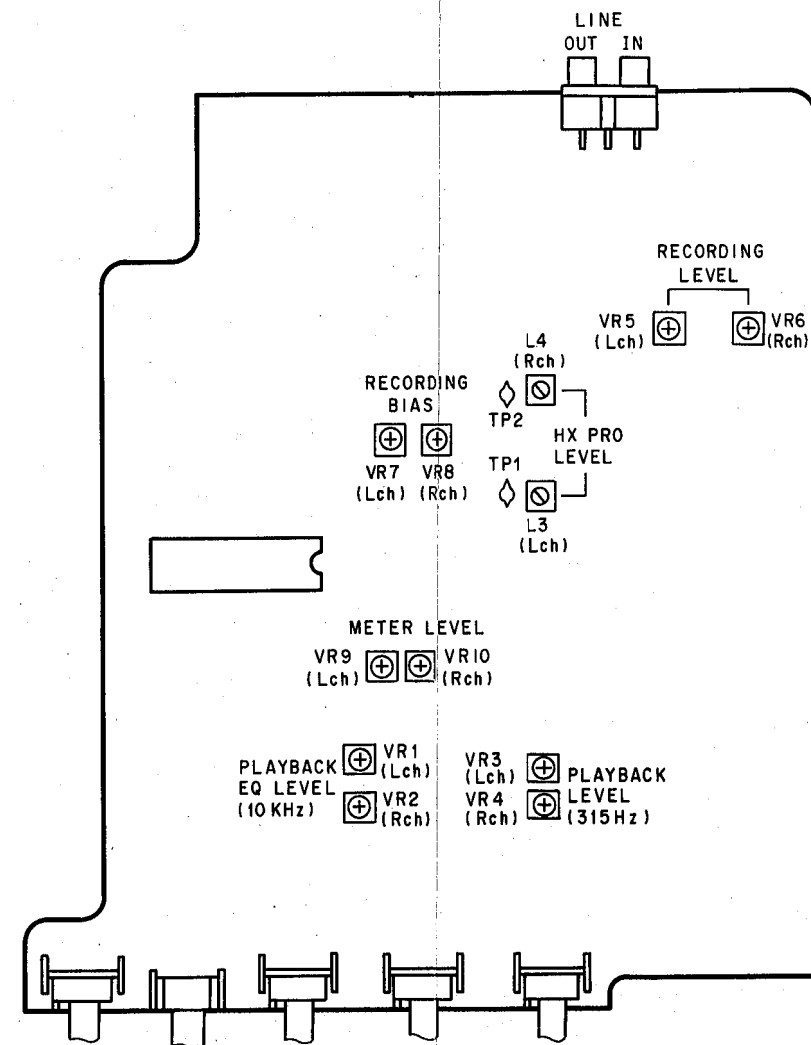 LINE
OUT IN
RECORDING
LEVEL
VR5
(Lch)
VR6
(Rch)
L4
(Rch)
TP2
HX PRO
LEVEL
TP1
L3
(Lch)
RECORDING
BIAS
VR7
(Lch)
VR8
(Rch)
METER LEVEL
VR9
(Lch)
VR10
(Rch)
PLAYBACK
EQ LEVEL
(10 KHz)
VR1
(Lch)
VR2
(Rch)
VR3
(Lch)
VR4
(Rch)
PLAYBACK
LEVEL
(315Hz)